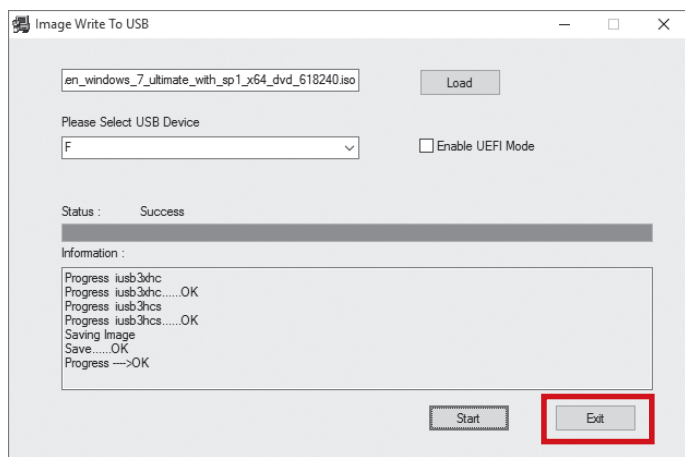 Image Write To USB
en_windows_7_ultimate_with_sp1_x64_dvd_618240.iso
Load
Please Select USB Device
F
Enable UEFI Mode
Status :
Success
Information :
Progress iusb3xhc
Progress iusb3xhc......OK
Progress iusb3hcs
Progress iusb3hcs......OK
Saving Image
Save......OK
Progress ---->OK
Start
Exit